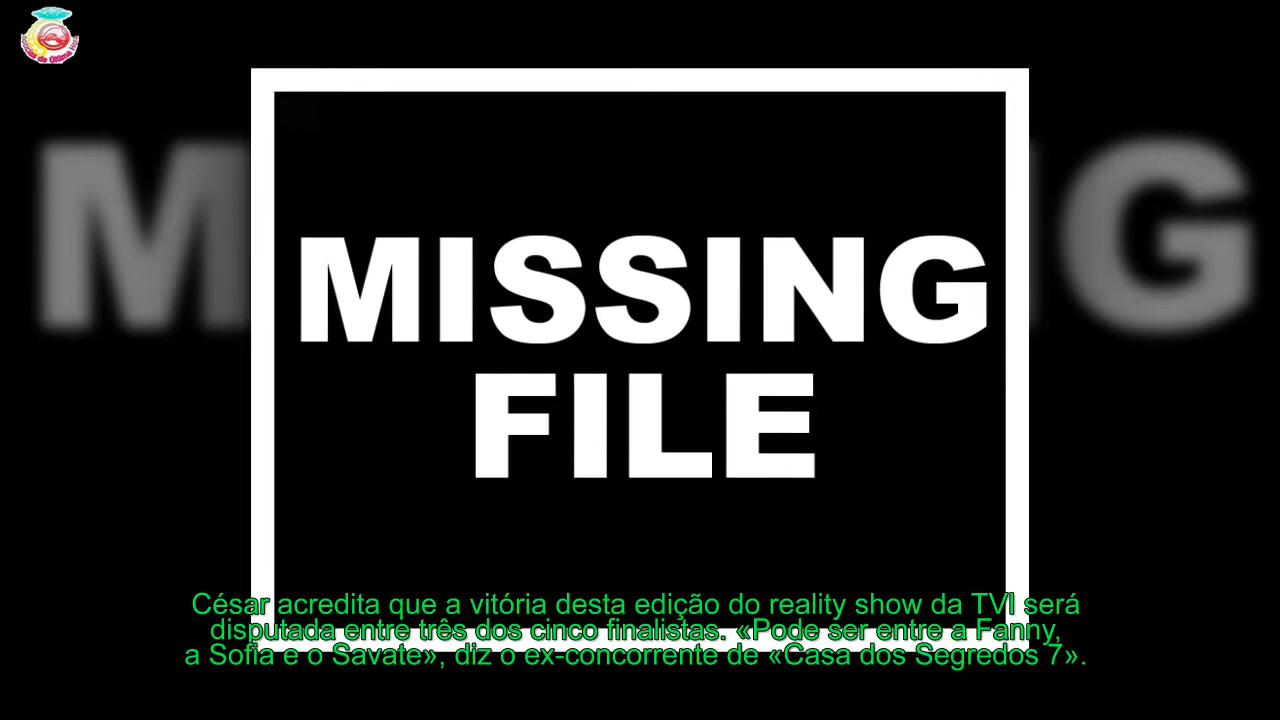 MISSING
FILE
César acredita que a vitória desta edição do reality show da TVI será
disputada entre três dos cinco finalistas. «Pode ser entre a Fanny,
a Sofia e o Savate», diz o ex-concorrente de «Casa dos Segredos 7».